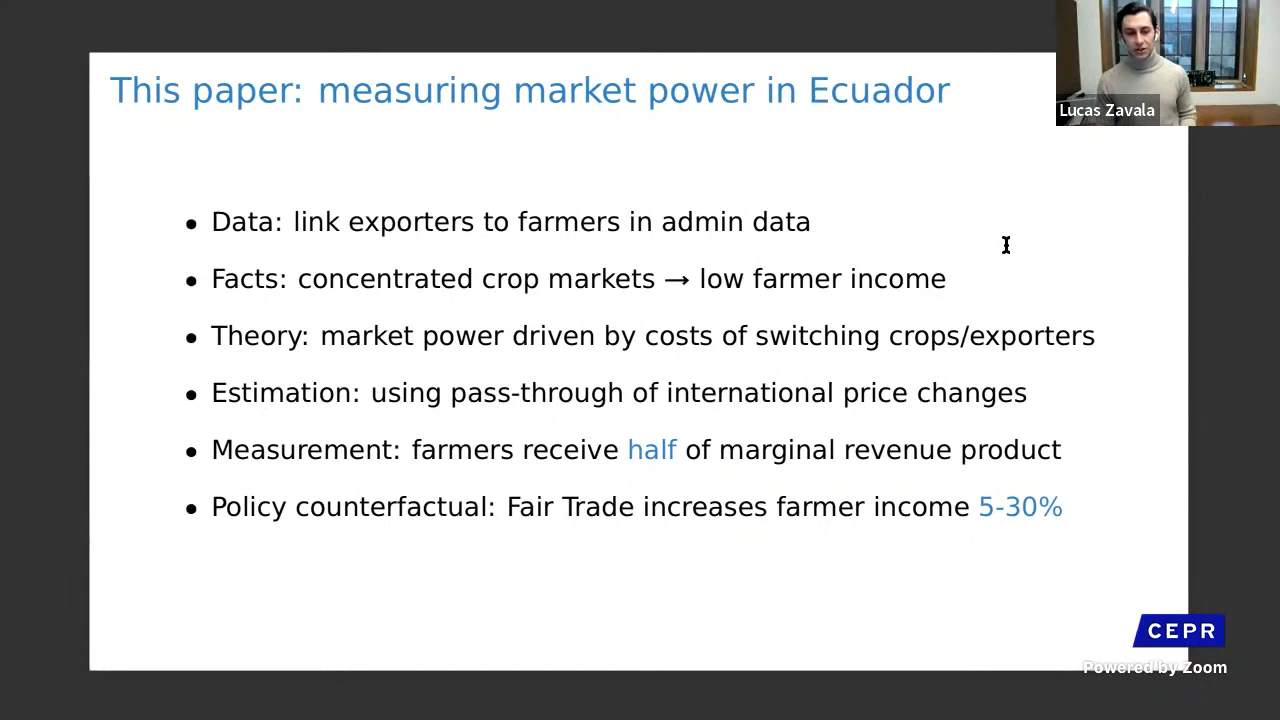 This paper: measuring market power in Ecuador
Lucas Zavala
• Data: link exporters to farmers in admin data
• Facts: concentrated crop markets → low farmer income
• Theory: market power driven by costs of switching crops/exporters
• Estimation: using pass-through of international price changes
• Measurement: farmers receive half of marginal revenue product
• Policy counterfactual: Fair Trade increases farmer income 5-30%
CEPR
Powered by Zoom